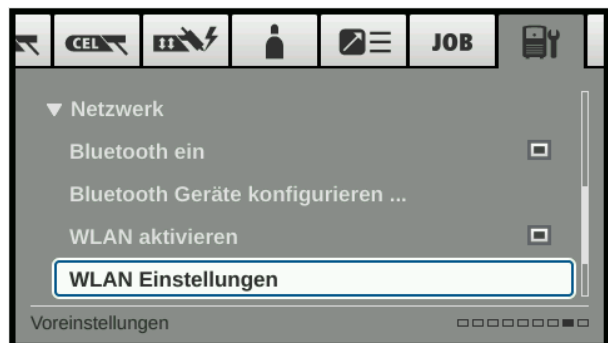 CEL
JOB
Netzwerk
Bluetooth ein
Bluetooth Geräte konfigurieren ...
WLAN aktivieren
WLAN Einstellungen
Voreinstellungen